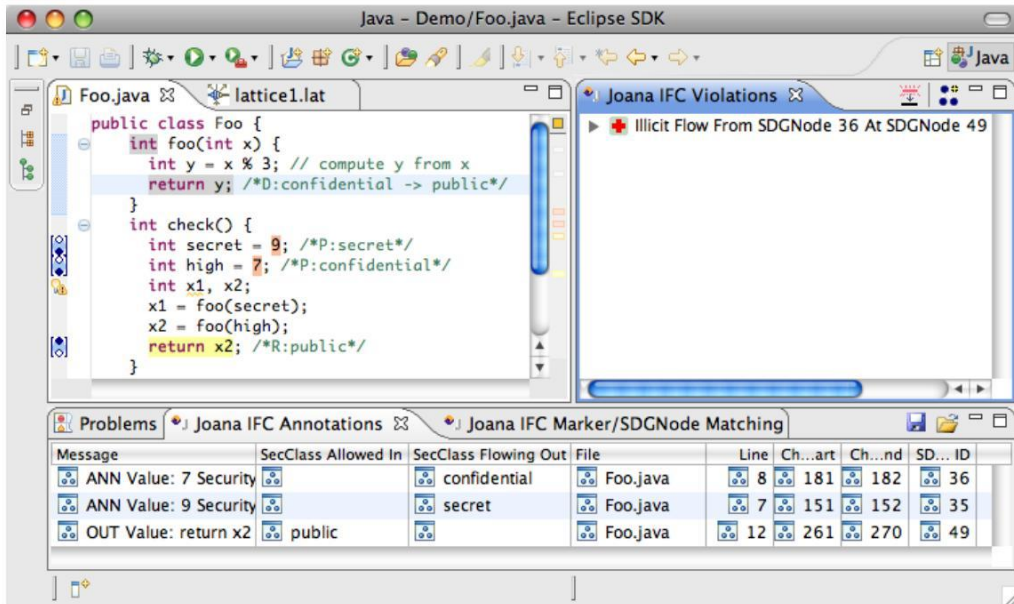 Java – Demo/Foo.java – Eclipse SDK
Java
Foo.java
lattice1.lat
public class Foo {
int foo(int x) {
int y = x % 3; // compute y from x
return y; /*D:confidential -> public*/
}
int check() {
int secret = 9; /*P:secret*/
int high = 7; /*P:confidential*/
int x1, x2;
x1 = foo(secret);
x2 = foo(high);
return x2; /*R:public*/
}
Joana IFC Violations
Illicit Flow From SDGNode 36 At SDGNode 49
Problems Joana IFC Annotations Joana IFC Marker/SDGNode Matching
Message SecClass Allowed In SecClass Flowing Out File Line Ch...art Ch...nd SD... ID
ANN Value: 7 Security confidential Foo.java 8 181 182 36
ANN Value: 9 Security secret Foo.java 7 151 152 35
OUT Value: return x2 public Foo.java 12 261 270 49